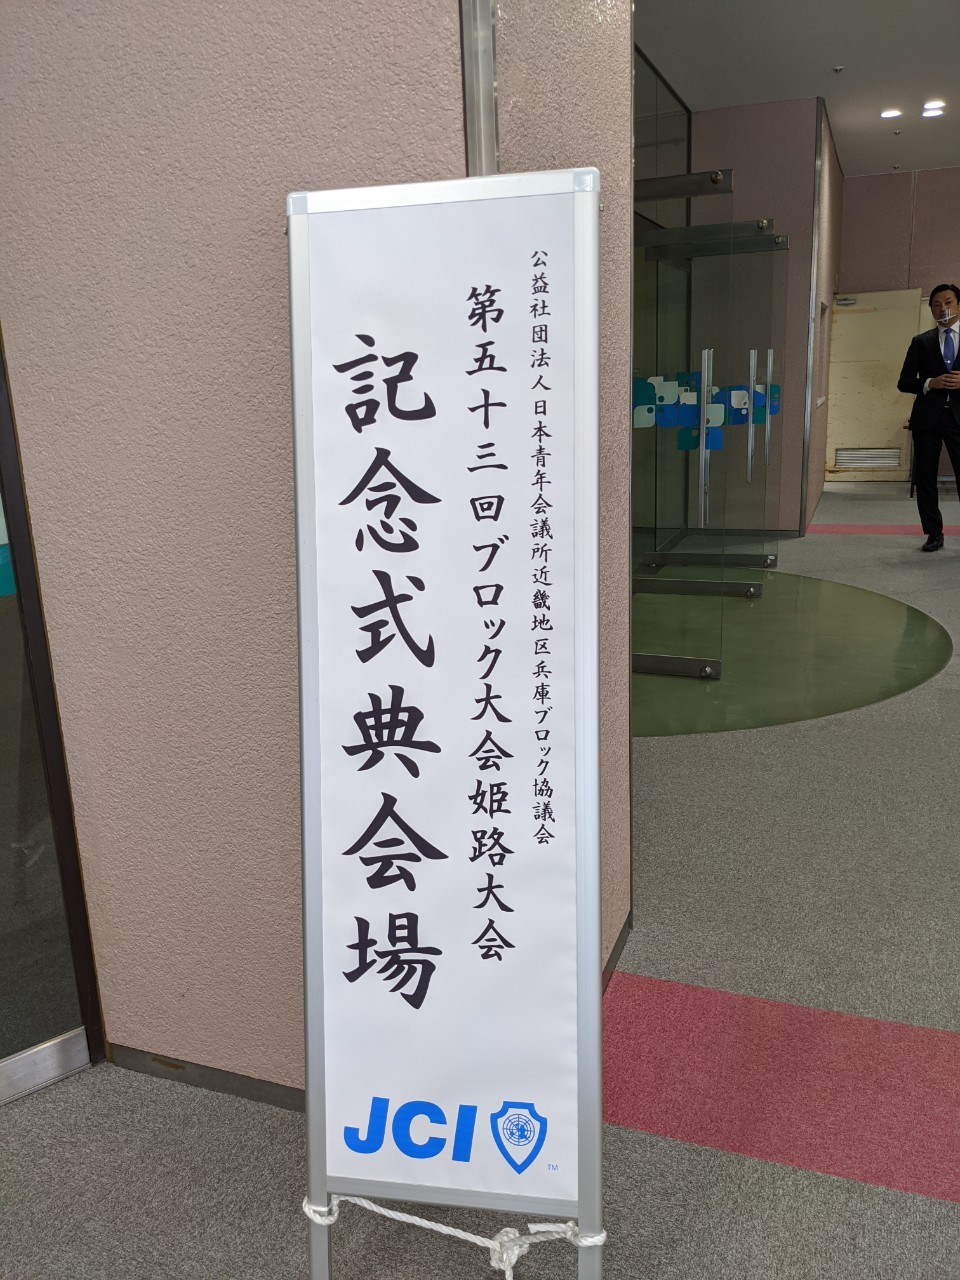 公益社団法人日本青年会議所近畿地区兵庫ブロック協議会
第五十三回ブロック大会姫路大会
記念式典会場
JCI
TM